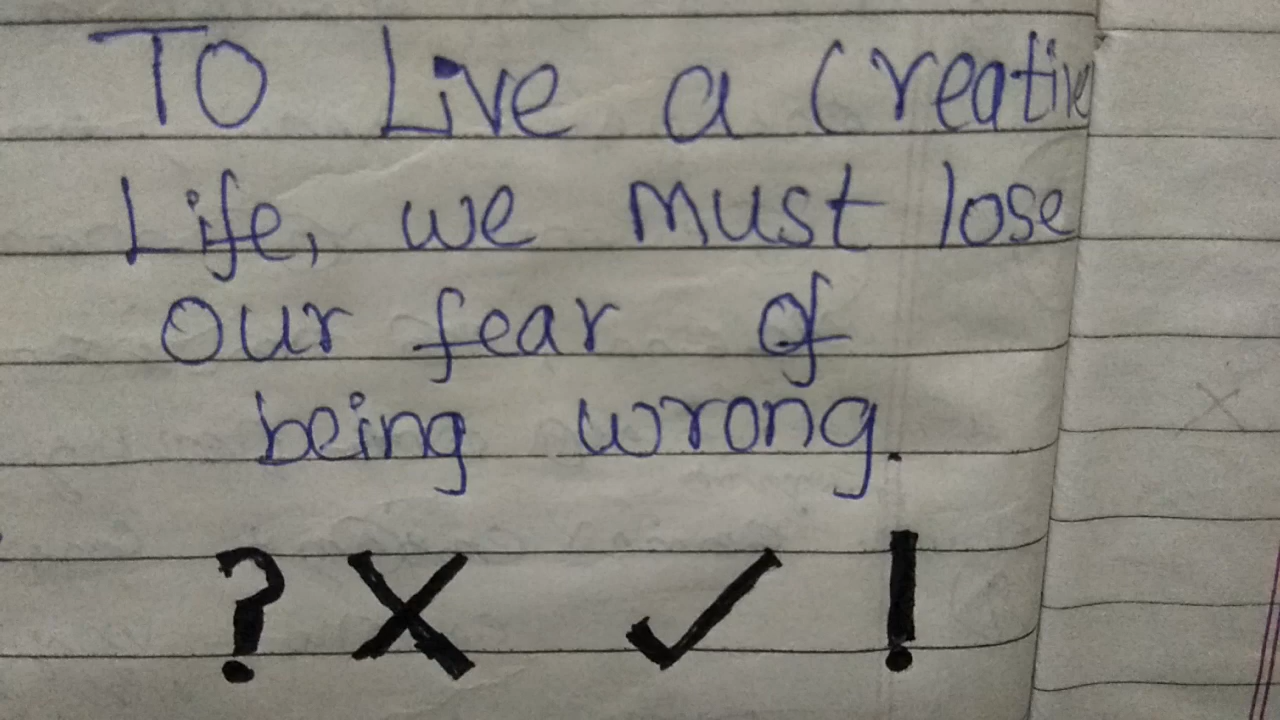 To Live a Creative
Life, we must lose
our fear of
being wrong.
? X ✓ !